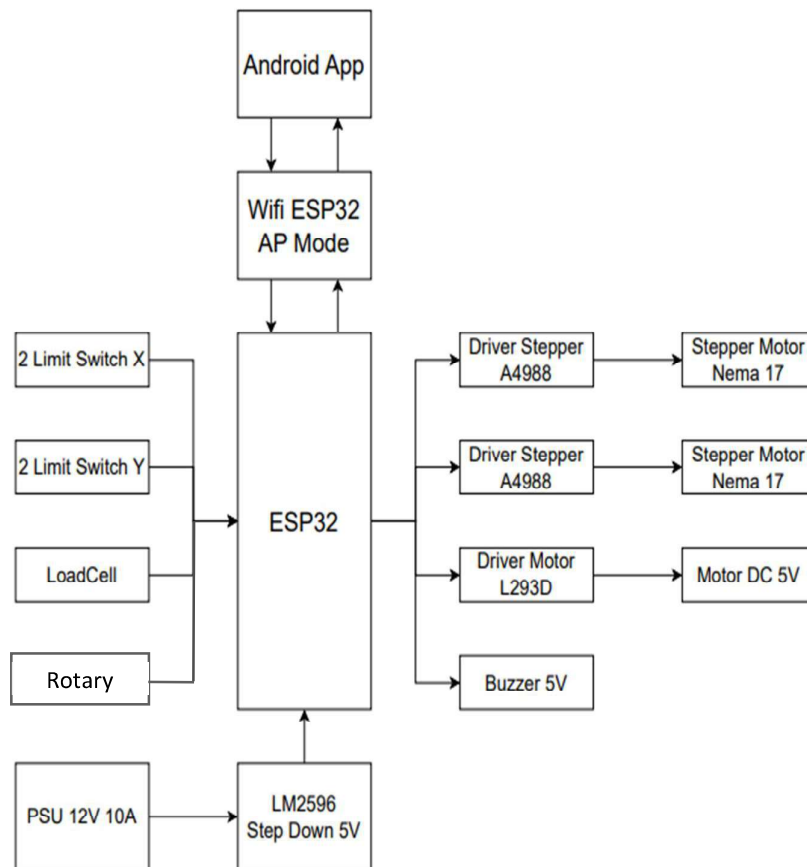 Android App
Wifi ESP32
AP Mode
2 Limit Switch X
2 Limit Switch Y
LoadCell
Rotary
ESP32
Driver Stepper
A4988
Stepper Motor
Nema 17
Driver Stepper
A4988
Stepper Motor
Nema 17
Driver Motor
L293D
Motor DC 5V
Buzzer 5V
PSU 12V 10A
LM2596
Step Down 5V